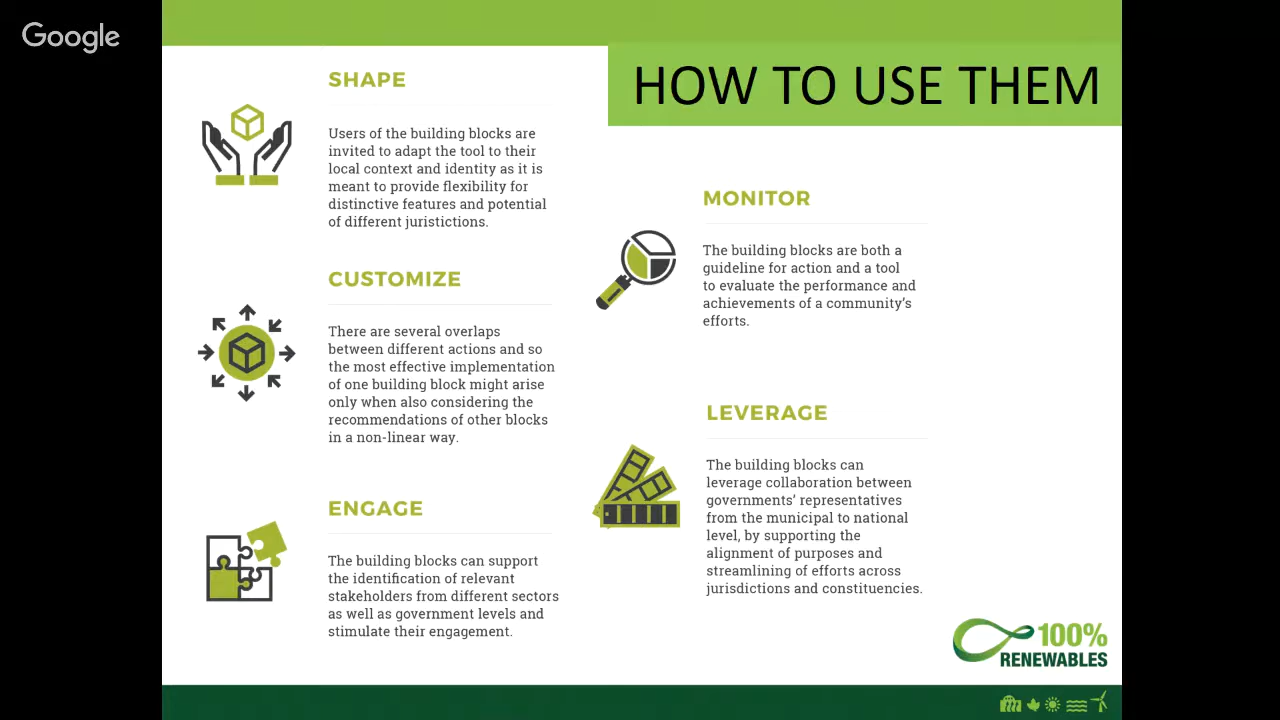 Google
HOW TO USE THEM
SHAPE
Users of the building blocks are
invited to adapt the tool to their
local context and identity as it is
meant to provide flexibility for
distinctive features and potential
of different juristictions.
CUSTOMIZE
There are several overlaps
between different actions and so
the most effective implementation
of one building block might arise
only when also considering the
recommendations of other blocks
in a non-linear way.
ENGAGE
The building blocks can support
the identification of relevant
stakeholders from different sectors
as well as government levels and
stimulate their engagement.
MONITOR
The building blocks are both a
guideline for action and a tool
to evaluate the performance and
achievements of a community's
efforts.
LEVERAGE
The building blocks can
leverage collaboration between
governments' representatives
from the municipal to national
level, by supporting the
alignment of purposes and
streamlining of efforts across
jurisdictions and constituencies.
100%
RENEWABLES